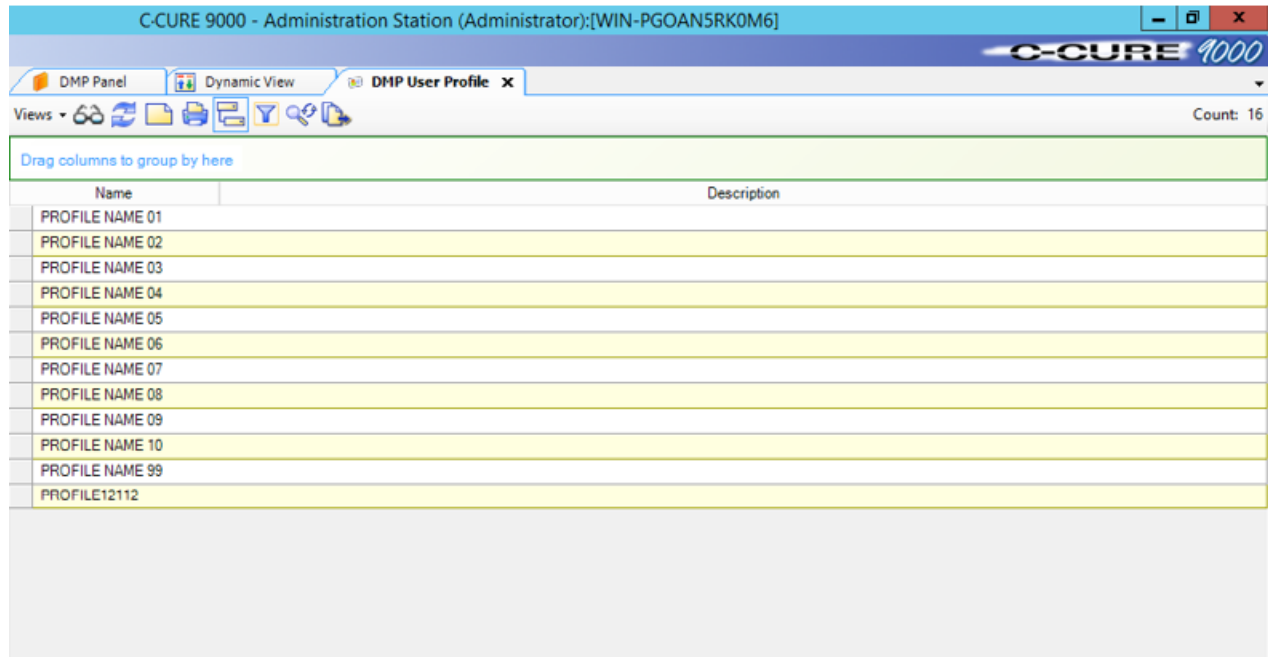 C-CURE 9000 - Administration Station (Administrator):[WIN-PGOAN5RK0M6]
C-CURE 9000
DMP Panel Dynamic View DMP User Profile X
Views Count: 16
Drag columns to group by here
Name Description
PROFILE NAME 01
PROFILE NAME 02
PROFILE NAME 03
PROFILE NAME 04
PROFILE NAME 05
PROFILE NAME 06
PROFILE NAME 07
PROFILE NAME 08
PROFILE NAME 09
PROFILE NAME 10
PROFILE NAME 99
PROFILE12112